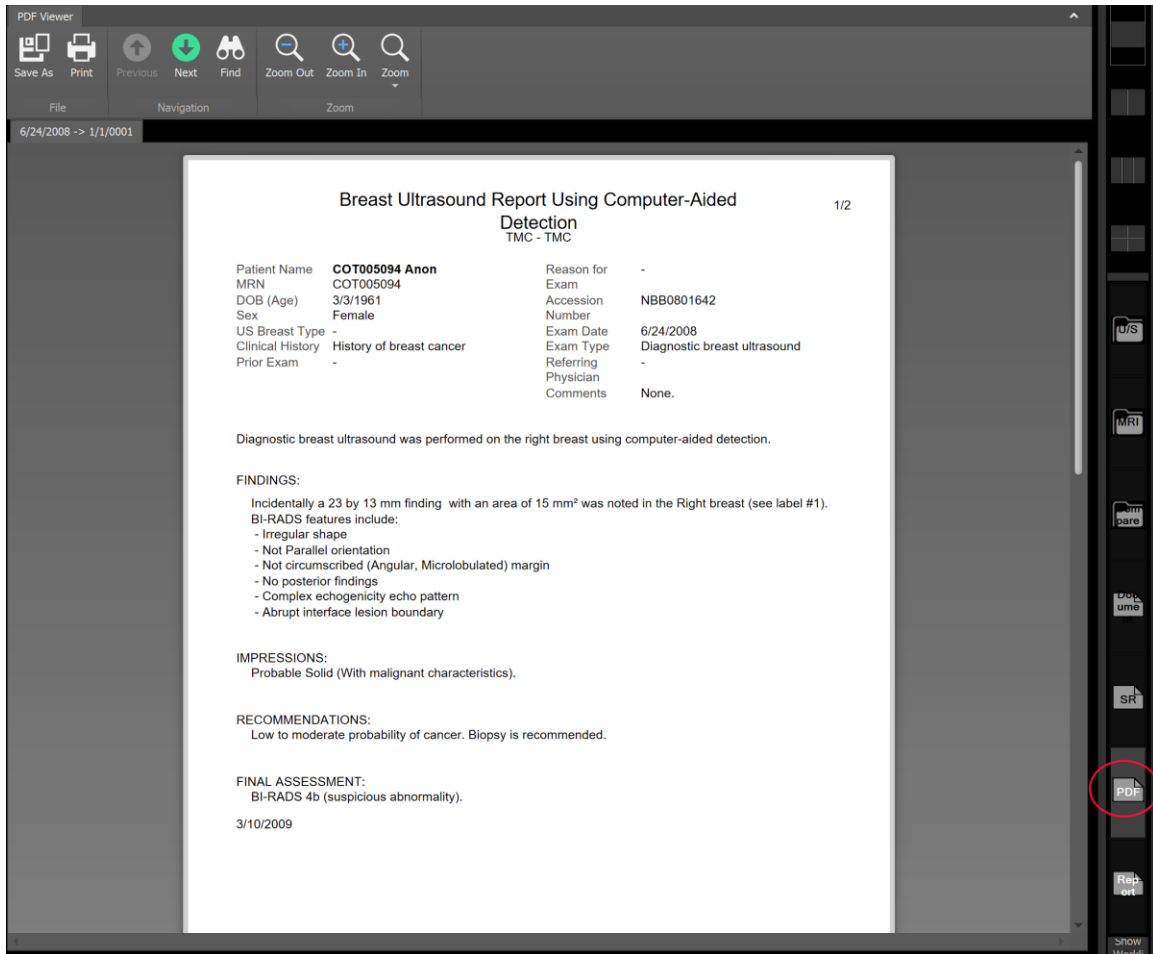 PDF Viewer
Save As Print Previous Next Find Zoom Out Zoom In Zoom
File Navigation Zoom
6/24/2008 -> 1/1/0001
Breast Ultrasound Report Using Computer-Aided
Detection
1/2
TMC - TMC
Patient Name COT005094 Anon
MRN COT005094
DOB (Age) 3/3/1961
Sex Female
US Breast Type -
Clinical History History of breast cancer
Prior Exam -
Reason for -
Exam
Accession NBB0801642
Number
Exam Date 6/24/2008
Exam Type Diagnostic breast ultrasound
Referring -
Physician
Comments None.
Diagnostic breast ultrasound was performed on the right breast using computer-aided detection.
FINDINGS:
Incidentally a 23 by 13 mm finding with an area of 15 mm² was noted in the Right breast (see label #1).
BI-RADS features include:
- Irregular shape
- Not Parallel orientation
- Not circumscribed (Angular, Microlobulated) margin
- No posterior findings
- Complex echogenicity echo pattern
- Abrupt interface lesion boundary
IMPRESSIONS:
Probable Solid (With malignant characteristics).
RECOMMENDATIONS:
Low to moderate probability of cancer. Biopsy is recommended.
FINAL ASSESSMENT:
BI-RADS 4b (suspicious abnormality).
3/10/2009
U/S
MRI
Com
pare
Docu
ume
SR
PDF
Rep
ort
Show